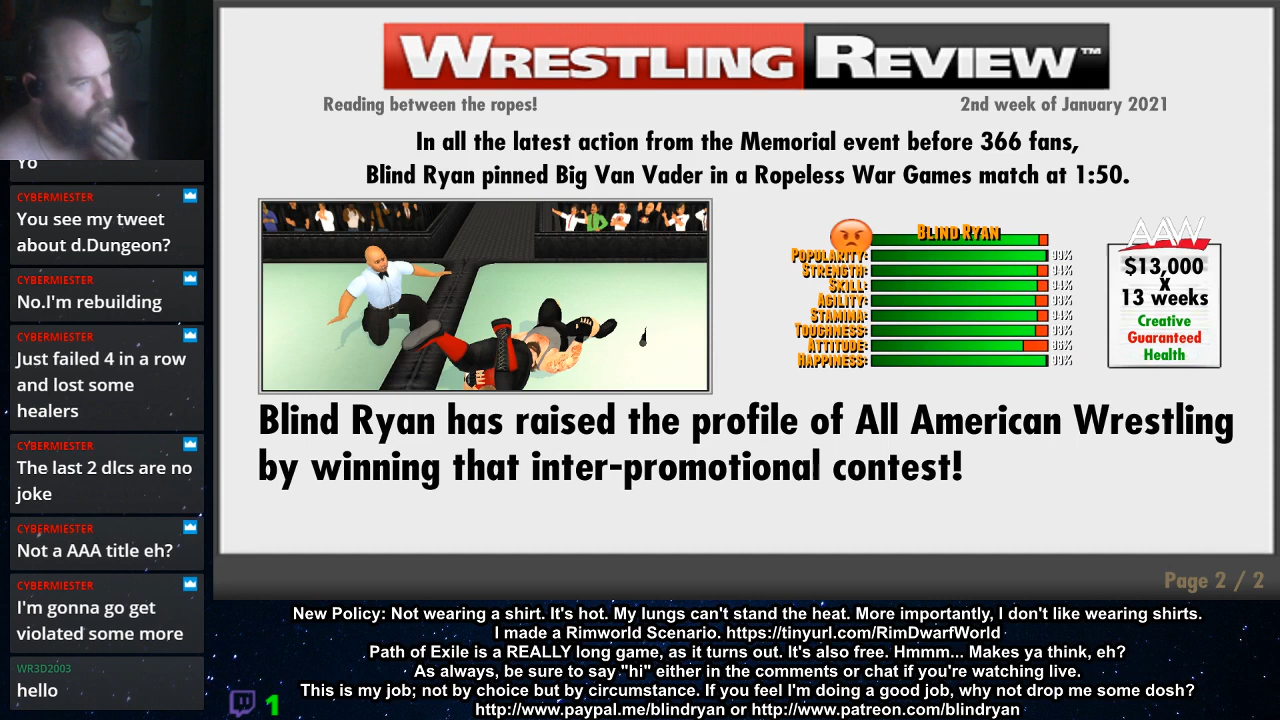 WRESTLING REVIEW™
Reading between the ropes!
2nd week of January 2021
In all the latest action from the Memorial event before 366 fans,
Blind Ryan pinned Big Van Vader in a Ropeless War Games match at 1:50.
BLIND RYAN
POPULARITY: 99%
STRENGTH: 94%
SKILL: 94%
AGILITY: 93%
STAMINA: 94%
TOUGHNESS: 93%
ATTITUDE: 86%
HAPPINESS: 99%
AAW
$13,000
X
13 weeks
Creative
Guaranteed
Health
Blind Ryan has raised the profile of All American Wrestling
by winning that inter-promotional contest!
Page 2 / 2
Yo
CYBERMIESTER
You see my tweet
about d.Dungeon?
CYBERMIESTER
No.I'm rebuilding
CYBERMIESTER
Just failed 4 in a row
and lost some
healers
CYBERMIESTER
The last 2 dlcs are no
joke
CYBERMIESTER
Not a AAA title eh?
CYBERMIESTER
I'm gonna go get
violated some more
WR3D2003
hello
New Policy: Not wearing a shirt. It's hot. My lungs can't stand the heat. More importantly, I don't like wearing shirts.
I made a Rimworld Scenario. https://tinyurl.com/RimDwarfWorld
Path of Exile is a REALLY long game, as it turns out. It's also free. Hmmm... Makes ya think, eh?
As always, be sure to say "hi" either in the comments or chat if you're watching live.
This is my job; not by choice but by circumstance. If you feel I'm doing a good job, why not drop me some dosh?
http://www.paypal.me/blindryan or http://www.patreon.com/blindryan
1